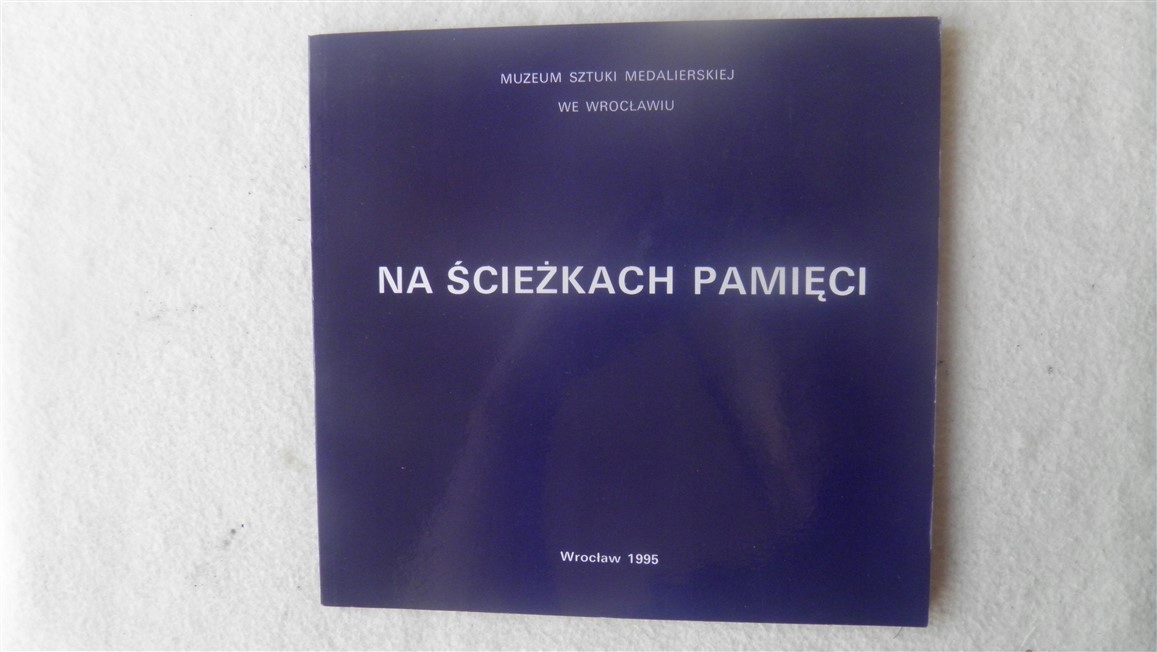 MUZEUM SZTUKI MEDALIERSKIEJ
WE WROCŁAWIU
NA ŚCIEŻKACH PAMIĘCI
Wrocław 1995